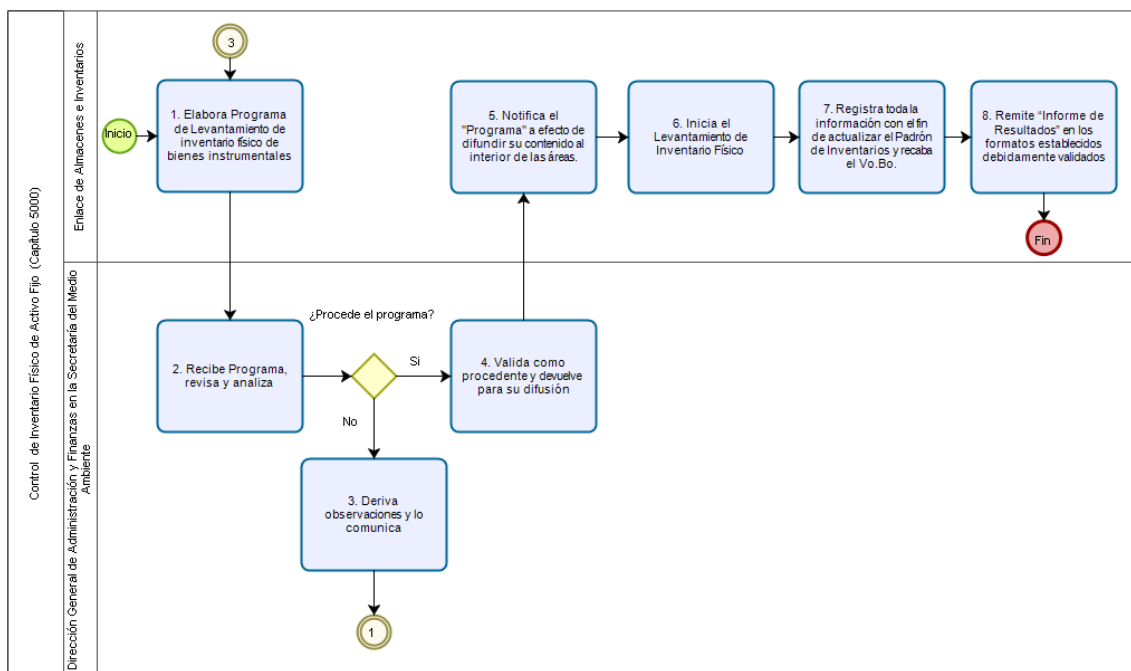 Control de Inventario Físico de Activo Fijo (Capítulo 5000)
Enlace de Almacenes e Inventarios
3
Inicio
1. Elabora Programa
de Levantamiento de
inventario físico de
bienes instrumentales
5. Notifica el
"Programa" a efecto de
difundir su contenido al
interior de las áreas.
6. Inicia el
Levantamiento de
Inventario Físico
7. Registra toda la
información con el fin
de actualizar el Padrón
de Inventarios y recaba
el Vo.Bo.
8. Remite “Informe de
Resultados” en los
formatos establecidos
debidamente validados
Fin
Dirección General de Administración y Finanzas en la Secretaría del Medio
Ambiente
¿Procede el programa?
2. Recibe Programa,
revisa y analiza
Si
No
4. Valida como
procedente y devuelve
para su difusión
3. Deriva
observaciones y lo
comunica
1